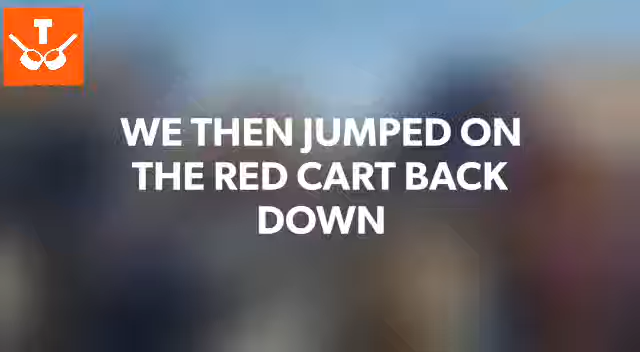 T
WE THEN JUMPED ON
THE RED CART BACK
DOWN